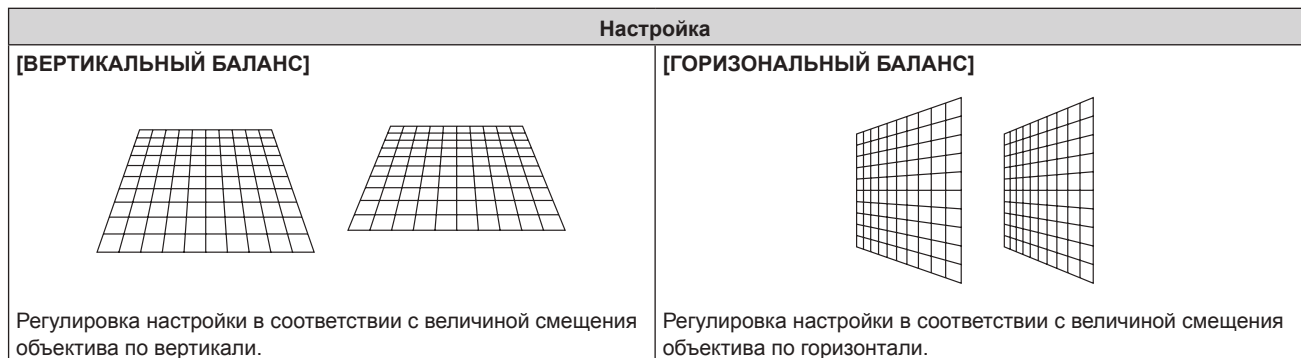 Настройка
[ВЕРТИКАЛЬНЫЙ БАЛАНС]
Регулировка настройки в соответствии с величиной смещения
объектива по вертикали.
[ГОРИЗОНАЛЬНЫЙ БАЛАНС]
Регулировка настройки в соответствии с величиной смещения
объектива по горизонтали.